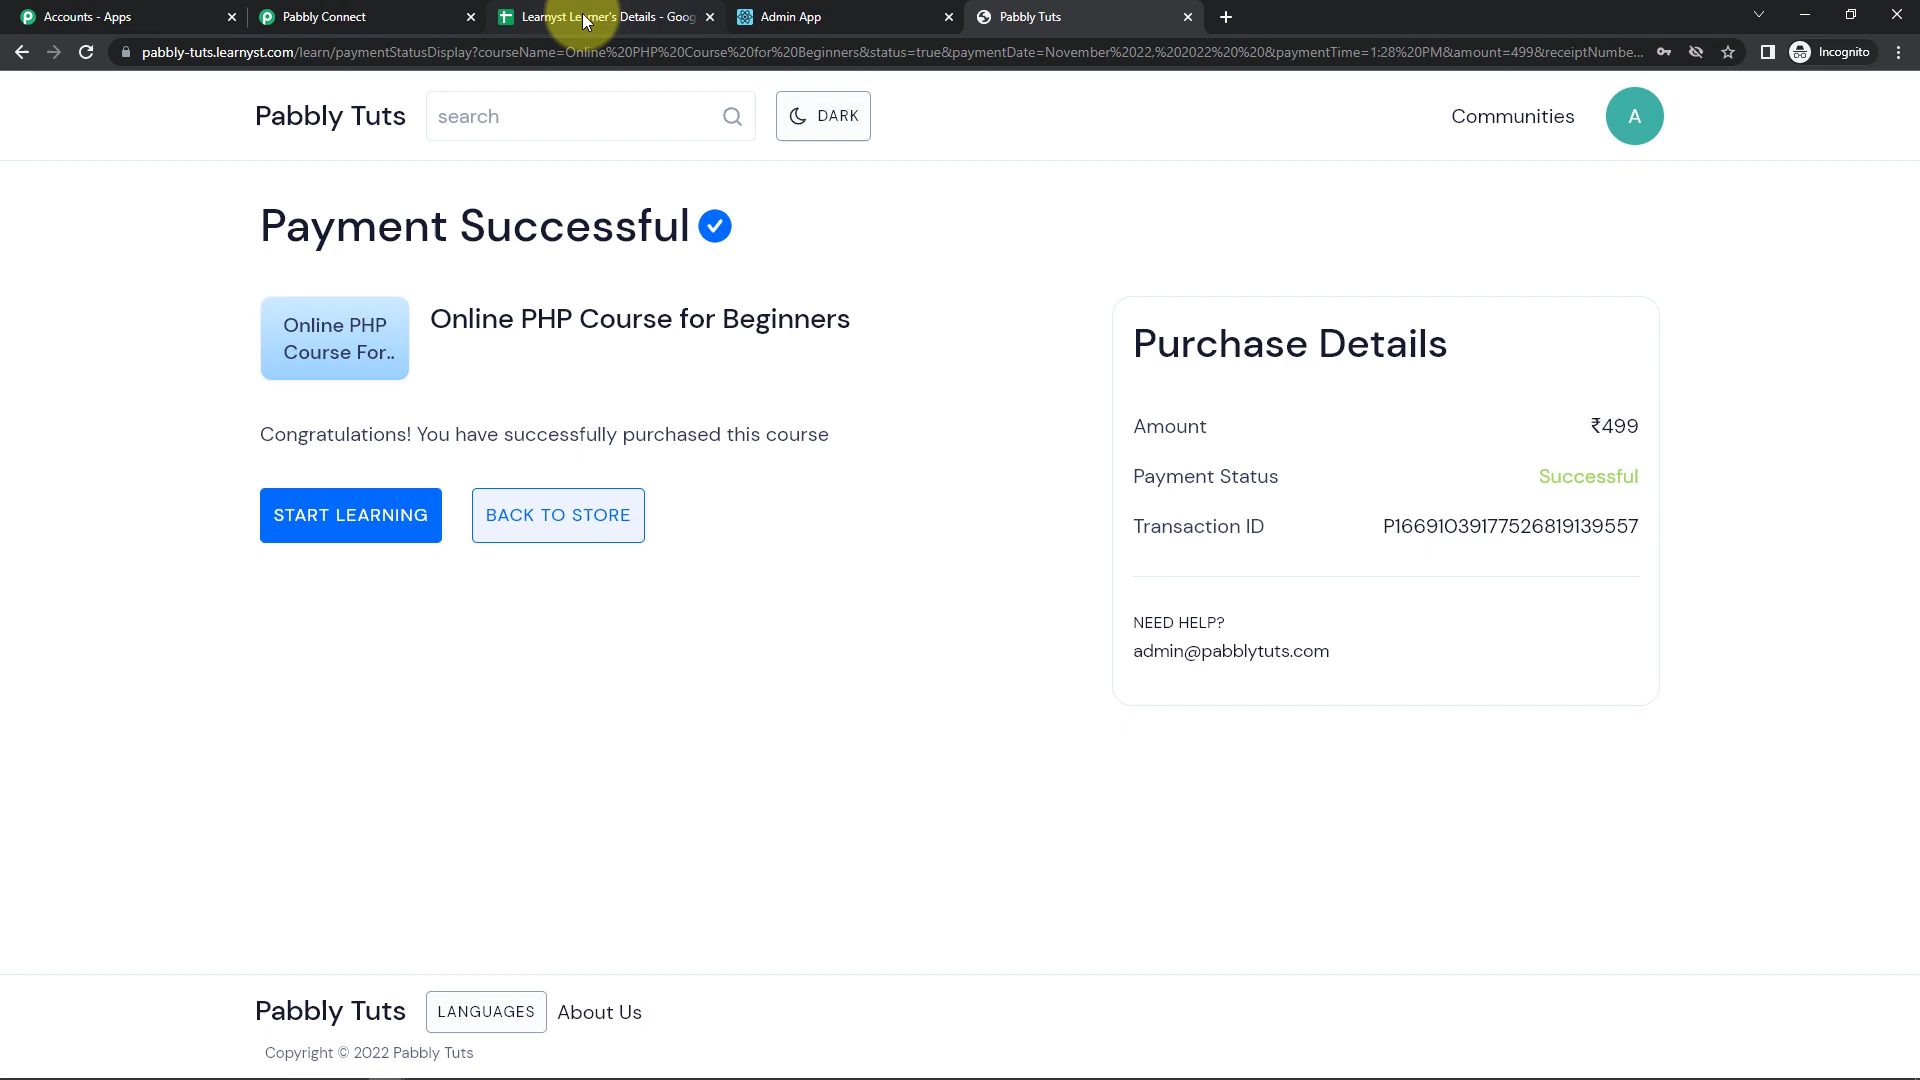 Accounts - Apps
Pabbly Connect
Learnyst Learner's Details - Goog
Admin App
Pabbly Tuts
pabbly-tuts.learnyst.com/learn/paymentStatusDisplay?courseName=Online%20PHP%20Course%20for%20Beginners&status=true&paymentDate=November%2022,%202022%20%20&paymentTime=1:28%20PM&amount=499&receiptNumbe...
Incognito
Pabbly Tuts
search
DARK
Communities
A
Payment Successful
Online PHP
Course For..
Online PHP Course for Beginners
Congratulations! You have successfully purchased this course
START LEARNING
BACK TO STORE
Purchase Details
Amount ₹499
Payment Status Successful
Transaction ID P16691039177526819139557
NEED HELP?
admin@pabblytuts.com
Pabbly Tuts
LANGUAGES
About Us
Copyright © 2022 Pabbly Tuts